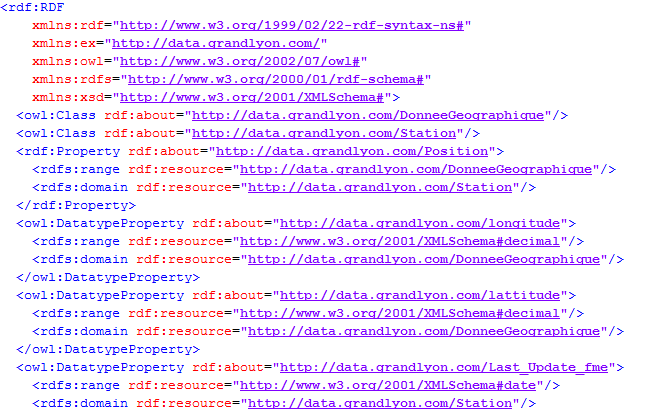 <rdf:RDF
xmlns:rdf="http://www.w3.org/1999/02/22-rdf-syntax-ns#"
xmlns:ex="http://data.grandlyon.com/"
xmlns:owl="http://www.w3.org/2002/07/owl#"
xmlns:rdfs="http://www.w3.org/2000/01/rdf-schema#"
xmlns:xsd="http://www.w3.org/2001/XMLSchema#">
<owl:Class rdf:about="http://data.grandlyon.com/DonneeGeographique"/>
<owl:Class rdf:about="http://data.grandlyon.com/Station"/>
<rdf:Property rdf:about="http://data.grandlyon.com/Position">
<rdfs:range rdf:resource="http://data.grandlyon.com/DonneeGeographique"/>
<rdfs:domain rdf:resource="http://data.grandlyon.com/Station"/>
</rdf:Property>
<owl:DatatypeProperty rdf:about="http://data.grandlyon.com/longitude">
<rdfs:range rdf:resource="http://www.w3.org/2001/XMLSchema#decimal"/>
<rdfs:domain rdf:resource="http://data.grandlyon.com/DonneeGeographique"/>
</owl:DatatypeProperty>
<owl:DatatypeProperty rdf:about="http://data.grandlyon.com/lattitude">
<rdfs:range rdf:resource="http://www.w3.org/2001/XMLSchema#decimal"/>
<rdfs:domain rdf:resource="http://data.grandlyon.com/DonneeGeographique"/>
</owl:DatatypeProperty>
<owl:DatatypeProperty rdf:about="http://data.grandlyon.com/Last_Update_fme">
<rdfs:range rdf:resource="http://www.w3.org/2001/XMLSchema#date"/>
<rdfs:domain rdf:resource="http://data.grandlyon.com/Station"/>